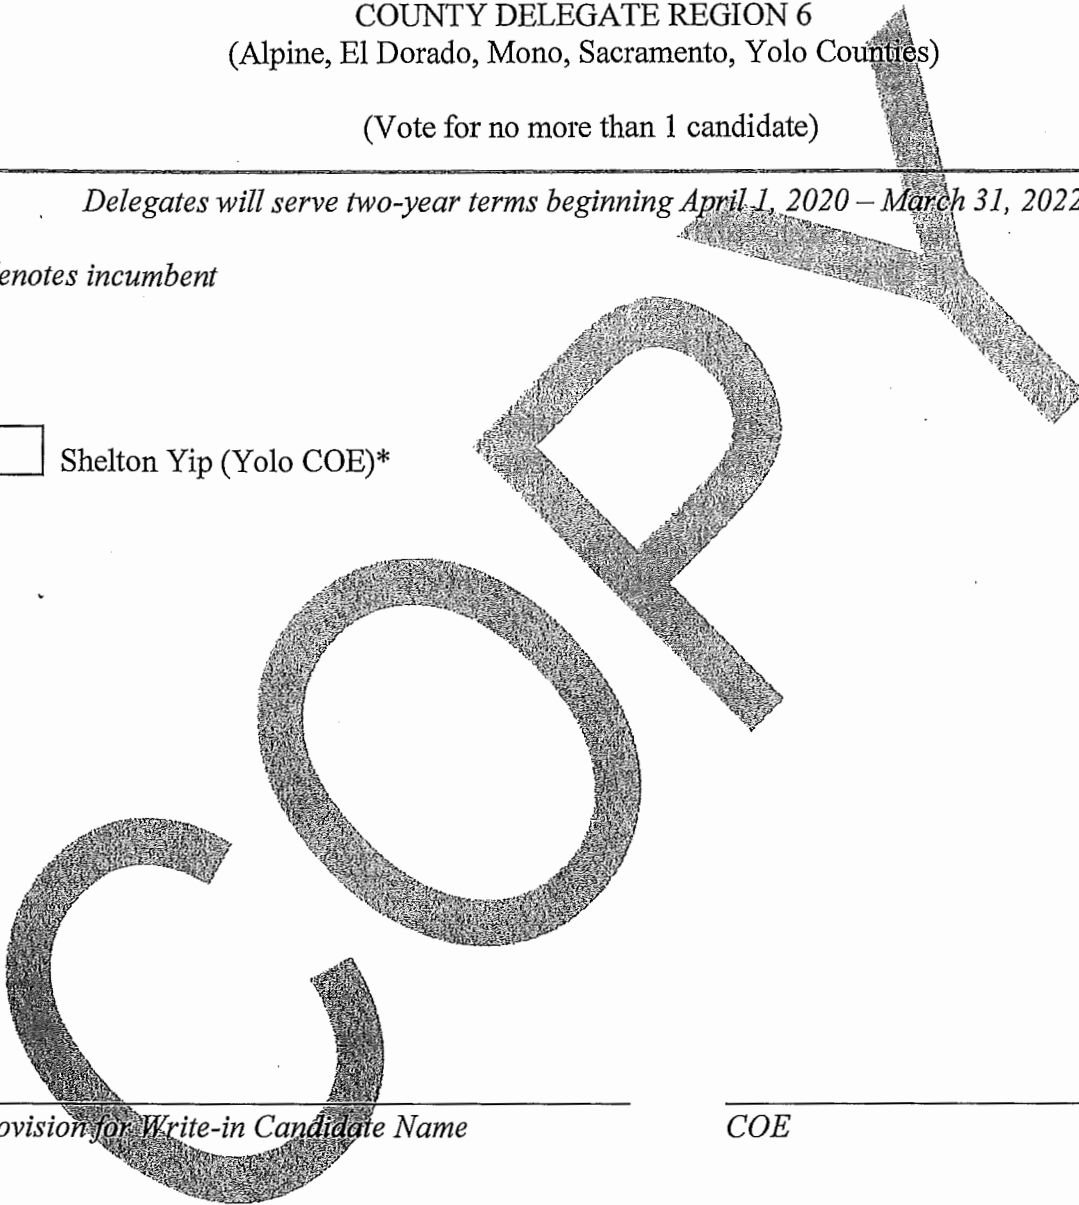 COUNTY DELEGATE REGION 6
(Alpine, El Dorado, Mono, Sacramento, Yolo Counties)
(Vote for no more than 1 candidate)
Delegates will serve two-year terms beginning April 1, 2020 – March 31, 2022
enotes incumbent
Shelton Yip (Yolo COE)*
COPY
ovision for Write-in Candidate Name COE